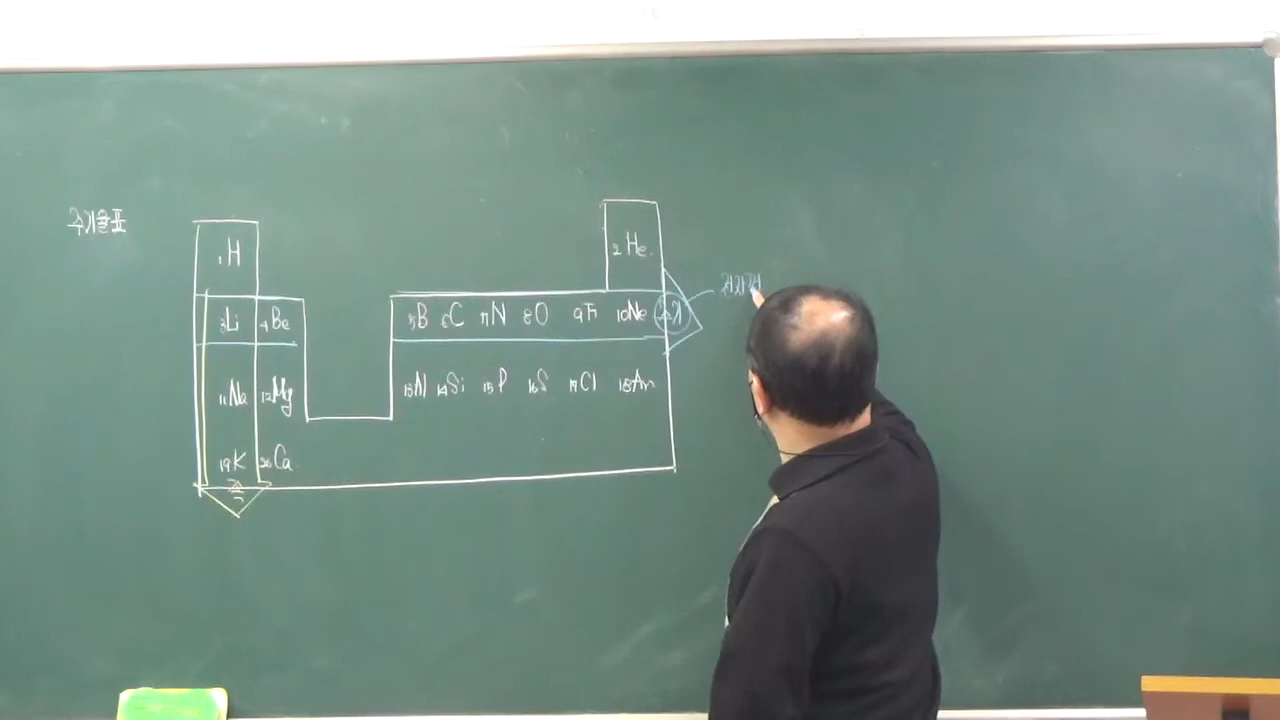 주기율표
1H 2He
3Li 4Be 5B 6C 7N 8O 9F 10Ne 주기
11Na 12Mg 13Al 14Si 15P 16S 17Cl 18Ar
19K 20Ca
족